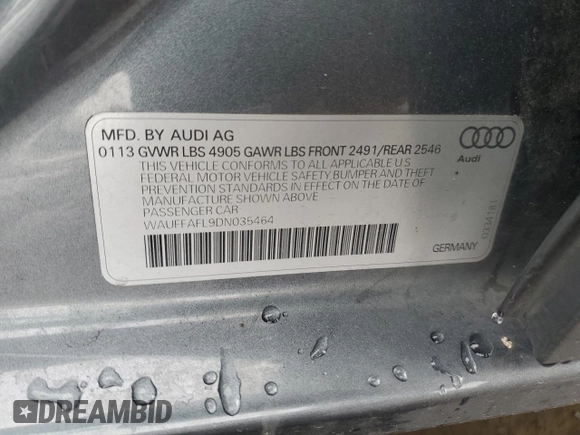 MFD. BY AUDI AG
0113 GVWR LBS 4905 GAWR LBS FRONT 2491/REAR 2546
THIS VEHICLE CONFORMS TO ALL APPLICABLE U.S
FEDERAL MOTOR VEHICLE SAFETY,BUMPER AND THEFT
PREVENTION STANDARDS IN EFFECT ON THE DATE OF
MANUFACTURE SHOWN ABOVE
PASSENGER CAR
WAUFFAFL9DN035464
Audi
GERMANY
DREAMBID